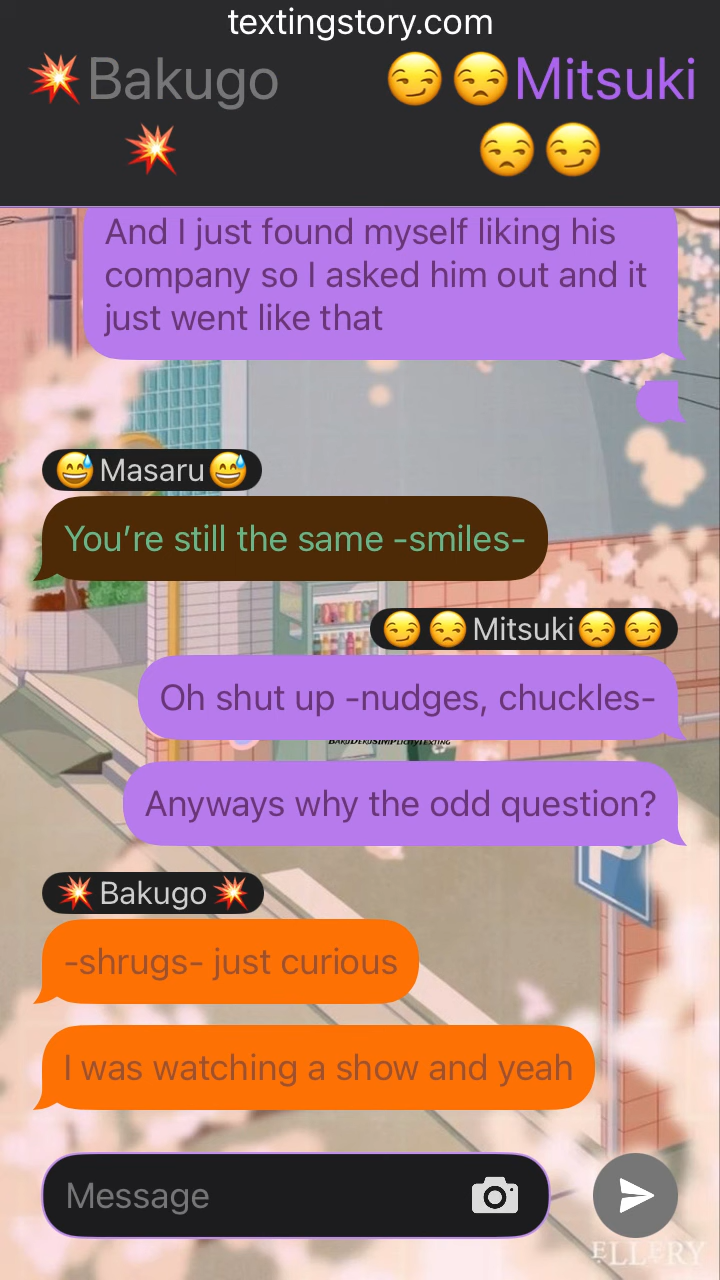 textingstory.com
💥Bakugo
💥
😏😒Mitsuki
😒😏
And I just found myself liking his
company so I asked him out and it
just went like that
😅Masaru😅
You’re still the same -smiles-
😏😒Mitsuki😒😏
Oh shut up -nudges, chuckles-
BAKUDEKUSIMPLICITYTEXTING
Anyways why the odd question?
💥Bakugo💥
P
-shrugs- just curious
I was watching a show and yeah
Message
ELLERY